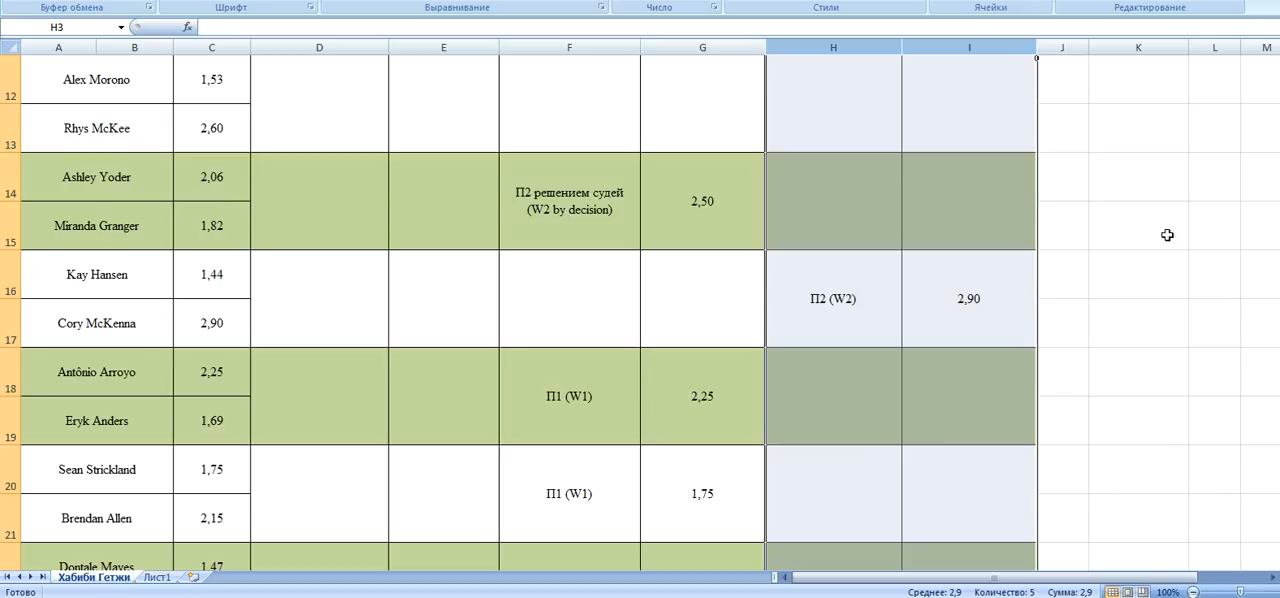 Буфер обмена Шрифт Выравнивание Число Стили Ячейки Редактирование
H3 fx
A B C D E F G H I J K L M
12 Alex Morono 1,53
13 Rhys McKee 2,60
14 Ashley Yoder 2,06
П2 решением судей
(W2 by decision) 2,50
15 Miranda Granger 1,82
16 Kay Hansen 1,44
П2 (W2) 2,90
17 Cory McKenna 2,90
18 Antônio Arroyo 2,25
П1 (W1) 2,25
19 Eryk Anders 1,69
20 Sean Strickland 1,75
П1 (W1) 1,75
21 Brendan Allen 2,15
Dontale Mayes 1,47
Хабиби Гетжи Лист1
Готово Среднее: 2,9 Количество: 5 Сумма: 2,9 100%